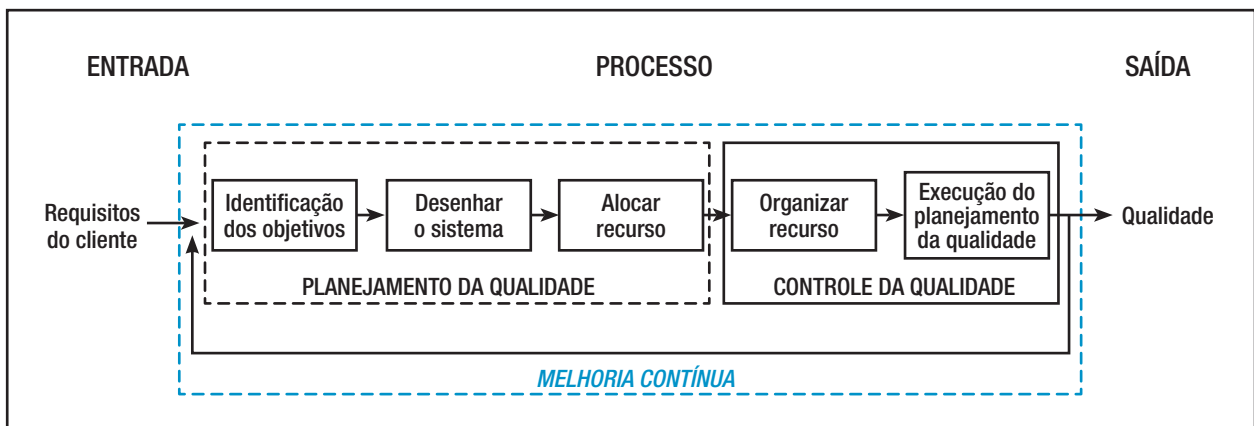 ENTRADA
PROCESSO
SAÍDA
Requisitos
do cliente
Identificação
dos objetivos
Desenhar
o sistema
Alocar
recurso
Organizar
recurso
Execução do
planejamento
da qualidade
Qualidade
PLANEJAMENTO DA QUALIDADE
CONTROLE DA QUALIDADE
MELHORIA CONTÍNUA